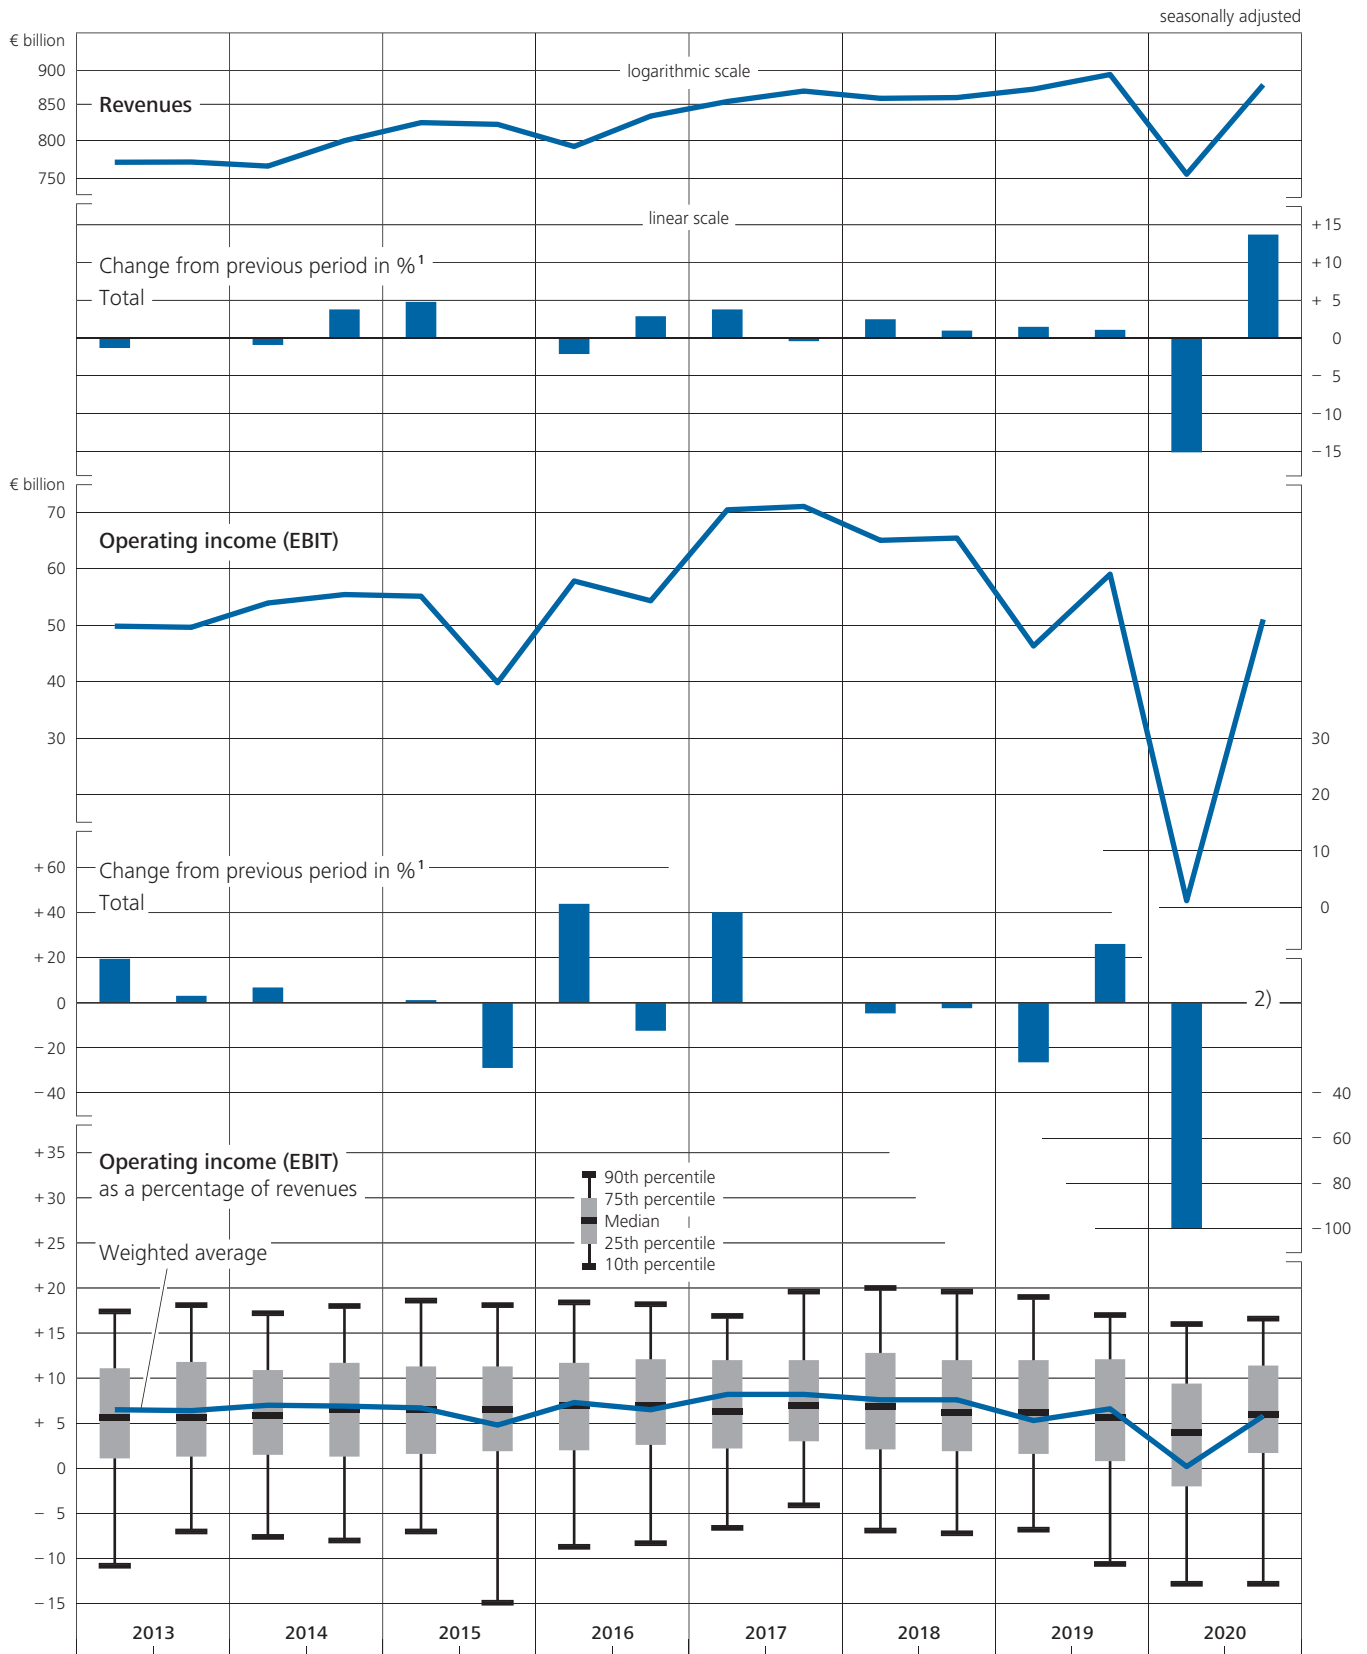 seasonally adjusted
€ billion
900
logarithmic scale
850
Revenues
800
750
linear scale
+ 15
+ 10
Change from previous period in %¹
Total
+ 5
0
− 5
− 10
− 15
€ billion
70
Operating income (EBIT)
60
50
40
30
30
20
10
0
+ 60
Change from previous period in %¹
Total
+ 40
+ 20
0
2)
− 20
− 40
− 40
− 60
− 80
− 100
+ 35
Operating income (EBIT)
as a percentage of revenues
90th percentile
75th percentile
Median
25th percentile
10th percentile
+ 30
+ 25
Weighted average
+ 20
+ 15
+ 10
+ 5
0
− 5
− 10
− 15
2013 2014 2015 2016 2017 2018 2019 2020